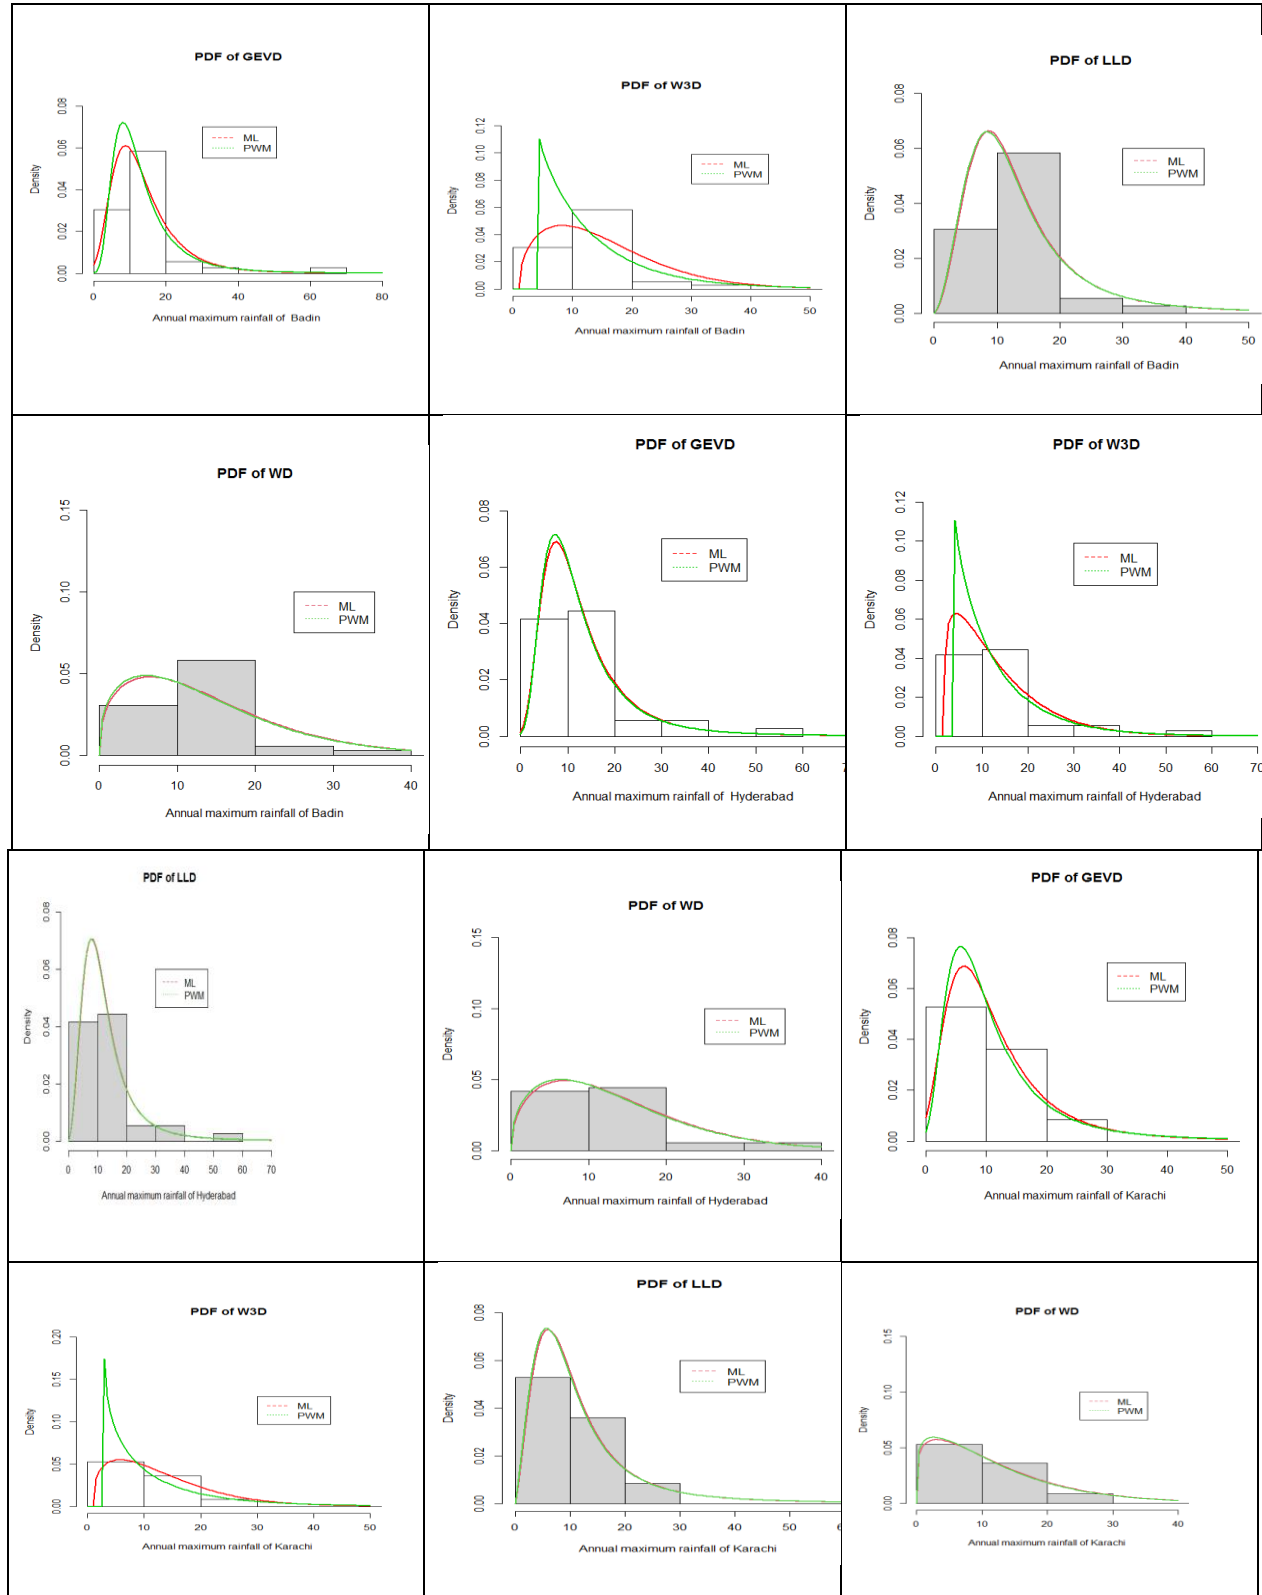 PDF of GEVD
0.08
0.06
0.04
0.02
0.00
Density
ML
PWM
0 20 40 60 80
Annual maximum rainfall of Badin
PDF of W3D
0.12
0.10
0.08
0.06
0.04
0.02
0.00
Density
ML
PWM
0 10 20 30 40 50
Annual maximum rainfall of Badin
PDF of LLD
0.08
0.06
0.04
0.02
0.00
Density
ML
PWM
0 10 20 30 40 50
Annual maximum rainfall of Badin
PDF of WD
0.15
0.10
0.05
0.00
Density
ML
PWM
0 10 20 30 40
Annual maximum rainfall of Badin
PDF of GEVD
0.08
0.06
0.04
0.02
0.00
Density
ML
PWM
0 10 20 30 40 50 60 7
Annual maximum rainfall of Hyderabad
PDF of W3D
0.12
0.10
0.08
0.06
0.04
0.02
0.00
Density
ML
PWM
0 10 20 30 40 50 60 70
Annual maximum rainfall of Hyderabad
PDF of LLD
0.08
0.06
0.04
0.02
0.00
Density
ML
PWM
0 10 20 30 40 50 60 70
Annual maximum rainfall of Hyderabad
PDF of WD
0.15
0.10
0.05
0.00
Density
ML
PWM
0 10 20 30 40
Annual maximum rainfall of Hyderabad
PDF of GEVD
0.08
0.06
0.04
0.02
0.00
Density
ML
PWM
0 10 20 30 40 50
Annual maximum rainfall of Karachi
PDF of W3D
0.20
0.15
0.10
0.05
0.00
Density
ML
PWM
0 10 20 30 40 50
Annual maximum rainfall of Karachi
PDF of LLD
0.08
0.06
0.04
0.02
0.00
Density
ML
PWM
0 10 20 30 40 50 6
Annual maximum rainfall of Karachi
PDF of WD
0.15
0.10
0.05
0.00
Density
ML
PWM
0 10 20 30 40
Annual maximum rainfall of Karachi